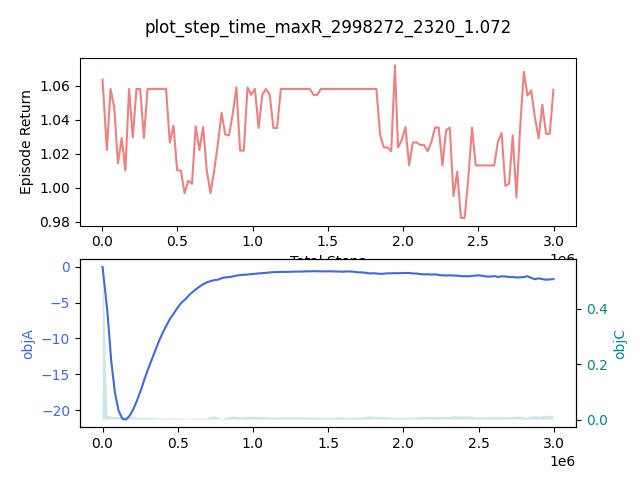 plot_step_time_maxR_2998272_2320_1.072
Episode Return
1.06
1.04
1.02
1.00
0.98
0.0 0.5 1.0 1.5 2.0 2.5 3.0
1e6
Total Steps
objA
0
−5
−10
−15
−20
0.4
0.2
0.0
objC
0.0 0.5 1.0 1.5 2.0 2.5 3.0
1e6